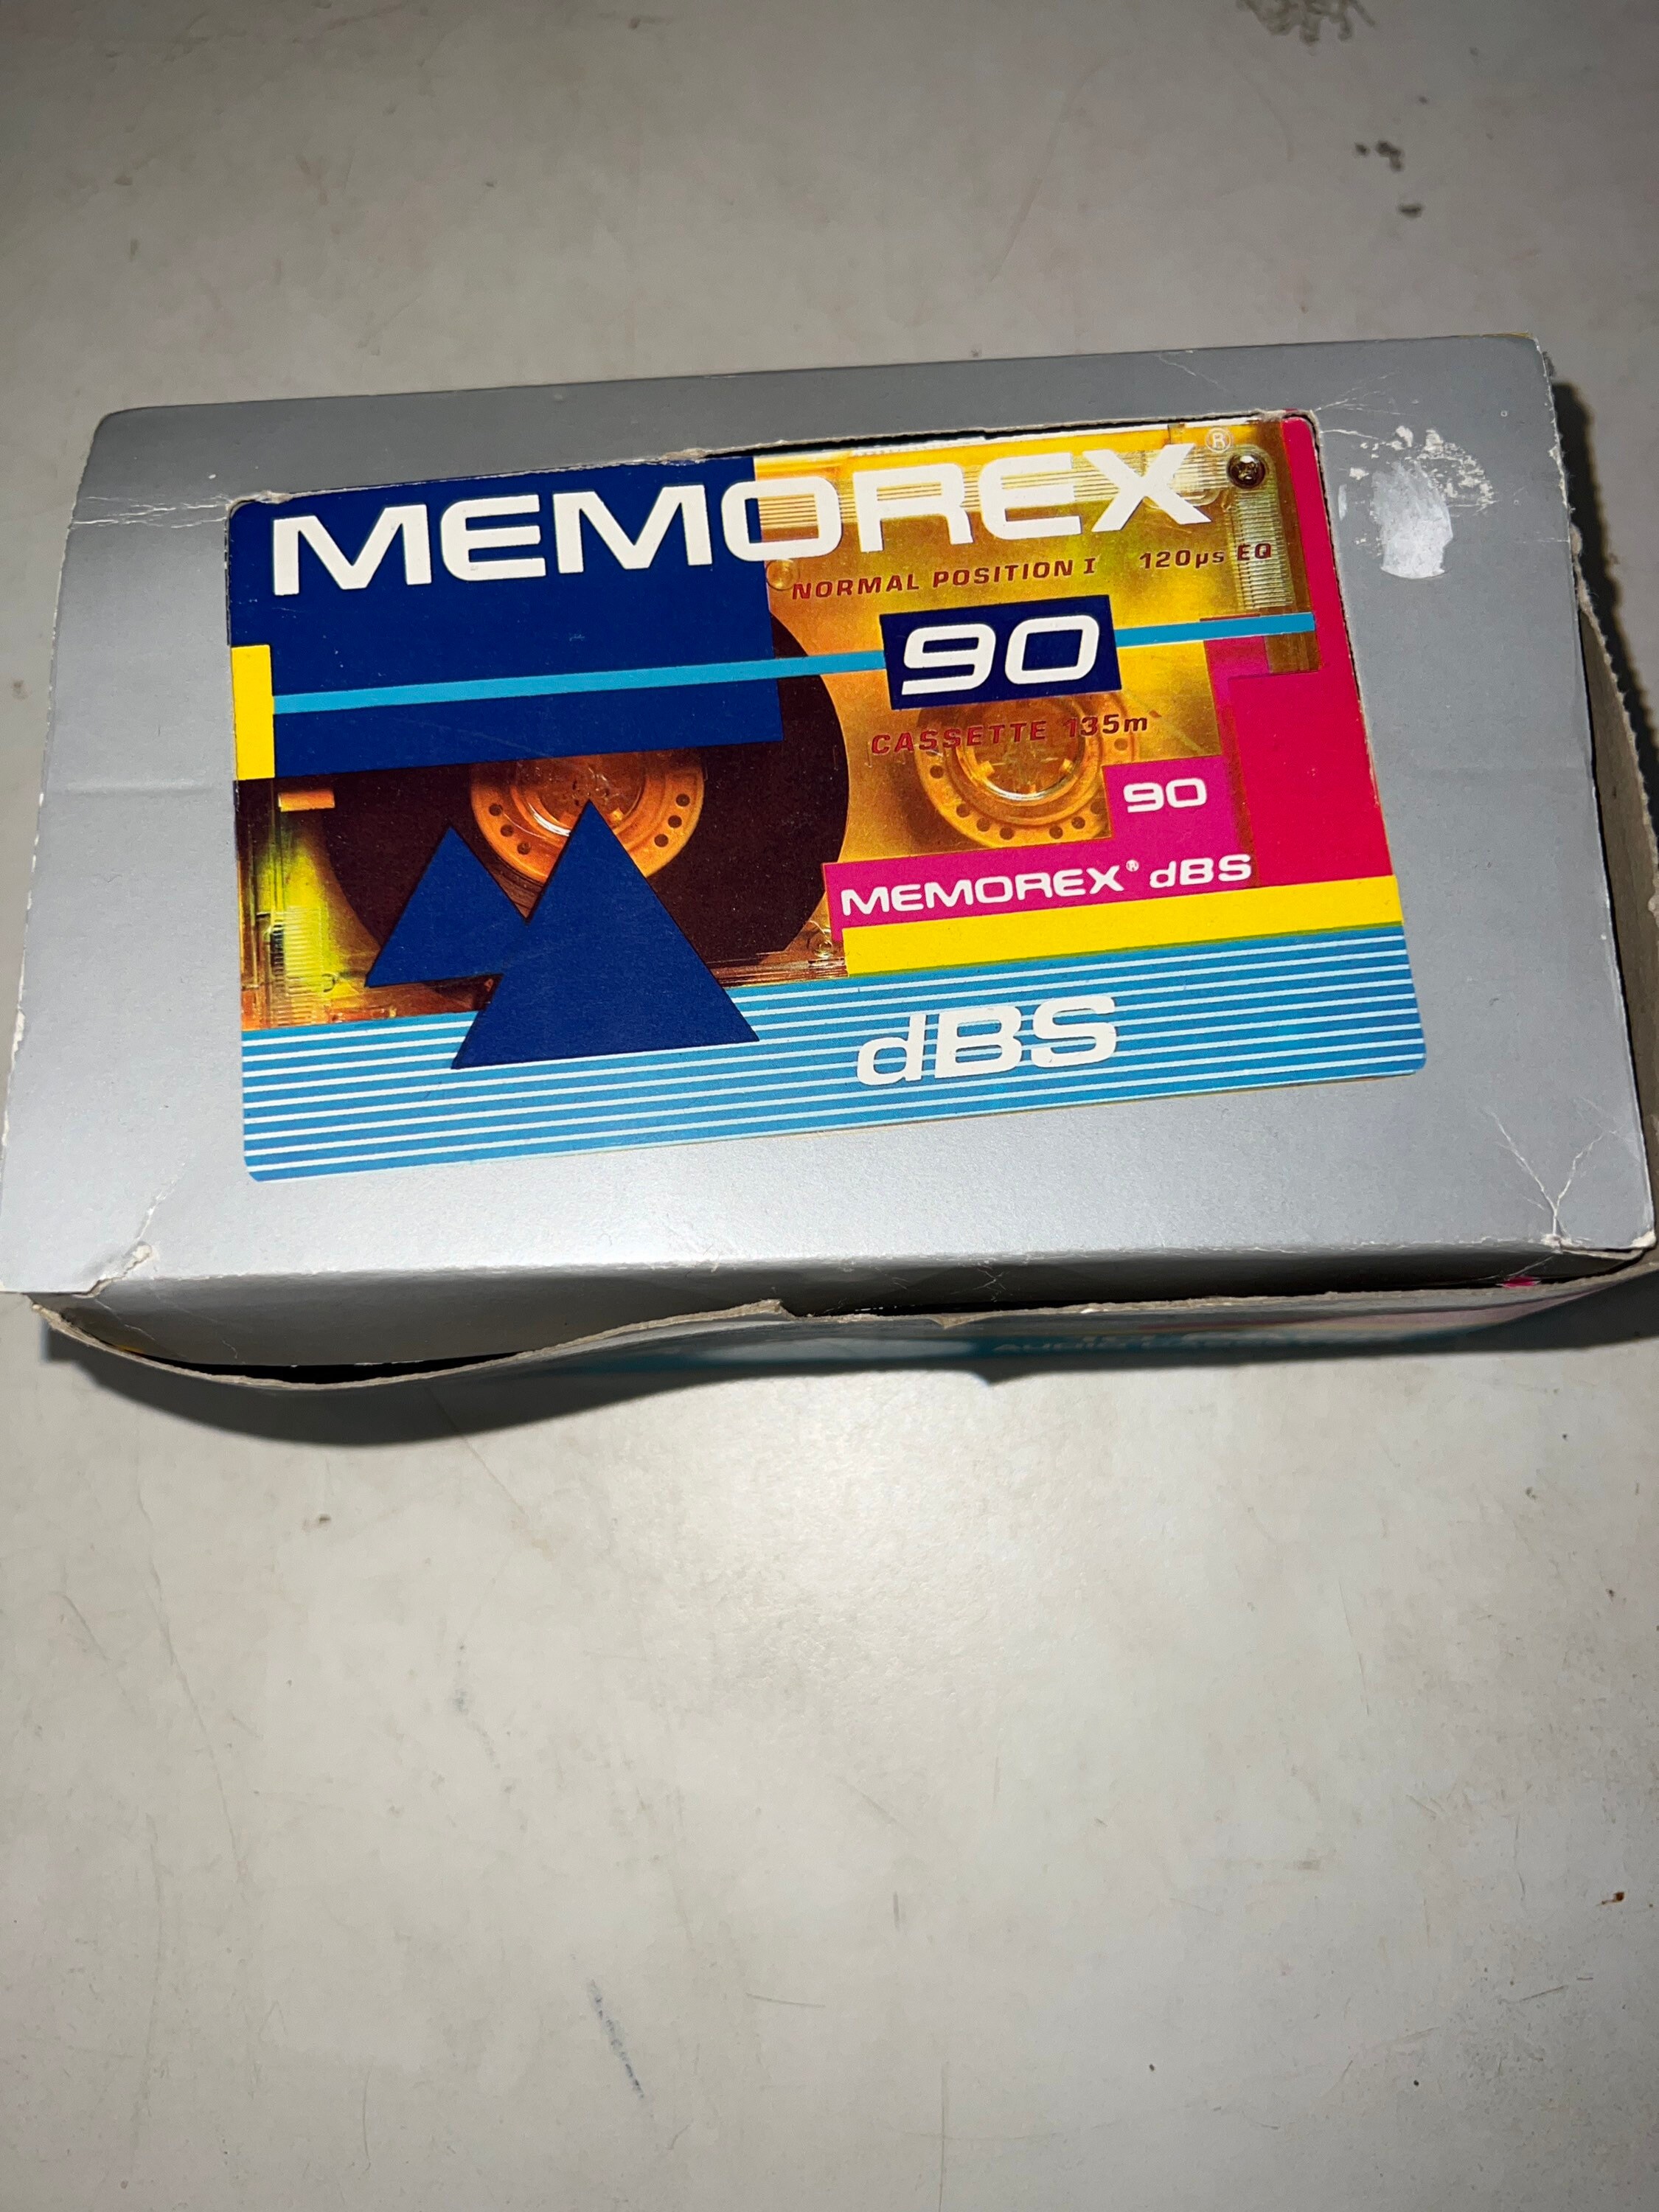 MEMOREX®
NORMAL POSITION I 120µs EQ
90
CASSETTE 135m
90
MEMOREX® dBS
dBS